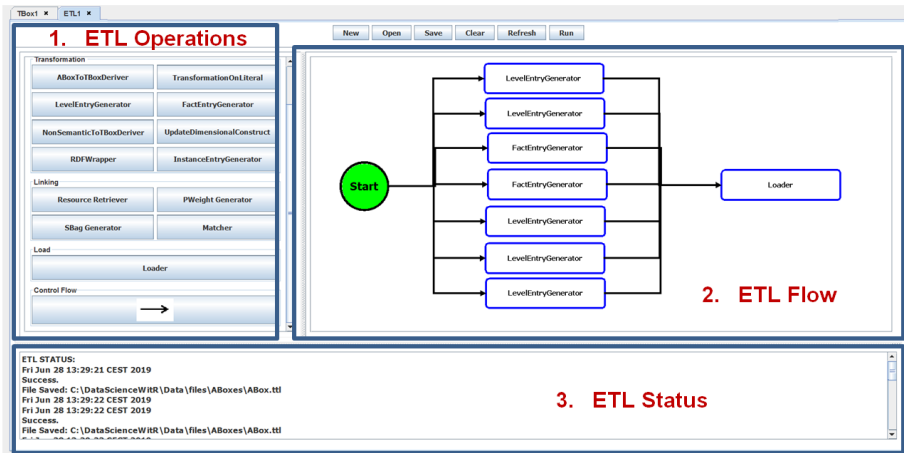 TBox1 ×
ETL1 ×
1. ETL Operations
New
Open
Save
Clear
Refresh
Run
Transformation
ABoxToTBoxDeriver
TransformationOnLiteral
LevelEntryGenerator
FactEntryGenerator
NonSemanticToTBoxDeriver
UpdateDimensionalConstruct
RDFWrapper
InstanceEntryGenerator
Linking
Resource Retriever
PWeight Generator
SBag Generator
Matcher
Load
Loader
Control Flow
Start
LevelEntryGenerator
LevelEntryGenerator
FactEntryGenerator
FactEntryGenerator
LevelEntryGenerator
LevelEntryGenerator
LevelEntryGenerator
Loader
2. ETL Flow
ETL STATUS:
Fri Jun 28 13:29:21 CEST 2019
Success.
File Saved: C:\DataScienceWitR\Data\files\ABoxes\ABox.ttl
Fri Jun 28 13:29:22 CEST 2019
Fri Jun 28 13:29:22 CEST 2019
Success.
File Saved: C:\DataScienceWitR\Data\files\ABoxes\ABox.ttl
3. ETL Status